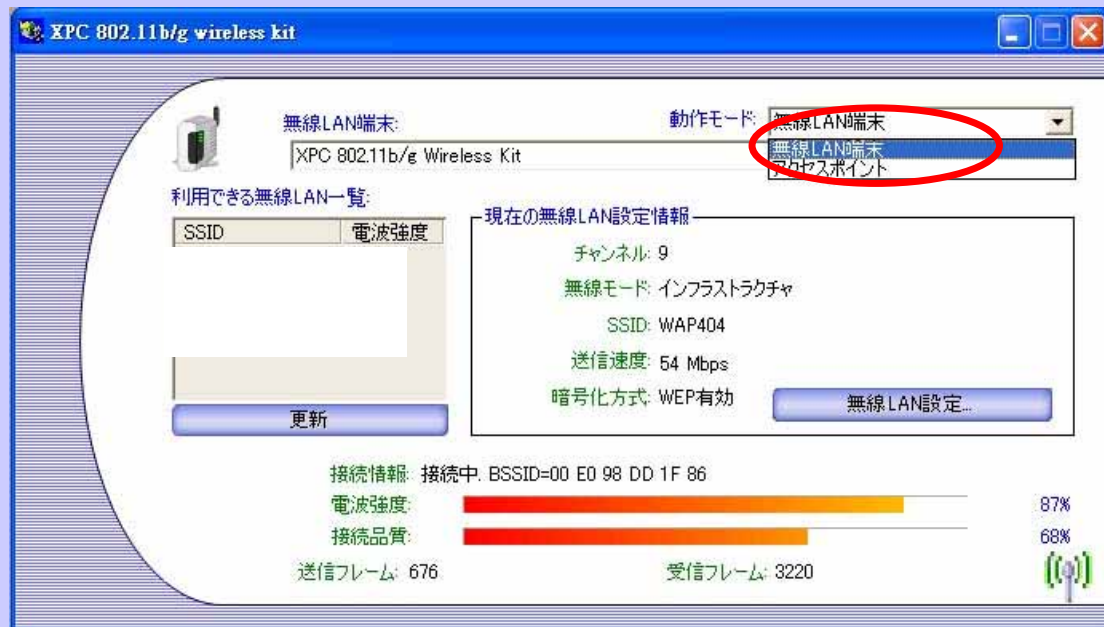 XPC 802.11b/g wireless kit
無線LAN端末:
動作モード: 無線LAN端末
XPC 802.11b/g Wireless Kit
無線LAN端末
アクセスポイント
利用できる無線LAN一覧:
SSID 電波強度
現在の無線LAN設定情報
チャンネル: 9
無線モード: インフラストラクチャ
SSID: WAP404
送信速度: 54 Mbps
暗号化方式: WEP有効
無線LAN設定...
更新
接続情報: 接続中. BSSID=00 E0 98 DD 1F 86
電波強度: 87%
接続品質: 68%
送信フレーム: 676 受信フレーム: 3220